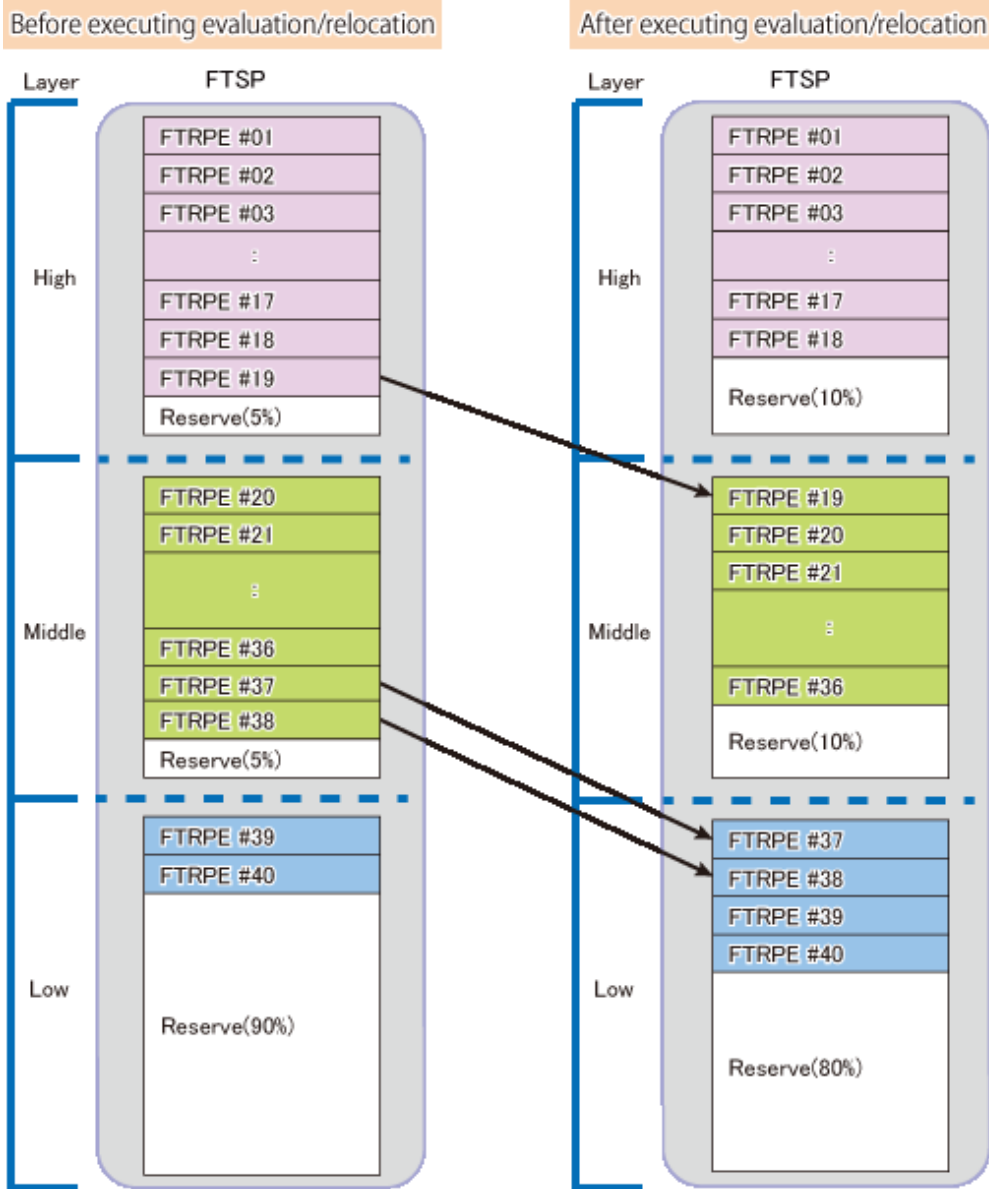 Before executing evaluation/relocation
Layer
FTSP
High
FTRPE #01
FTRPE #02
FTRPE #03
:
FTRPE #17
FTRPE #18
FTRPE #19
Reserve(5%)
Middle
FTRPE #20
FTRPE #21
:
FTRPE #36
FTRPE #37
FTRPE #38
Reserve(5%)
Low
FTRPE #39
FTRPE #40
Reserve(90%)
After executing evaluation/relocation
Layer
FTSP
High
FTRPE #01
FTRPE #02
FTRPE #03
:
FTRPE #17
FTRPE #18
Reserve(10%)
Middle
FTRPE #19
FTRPE #20
FTRPE #21
:
FTRPE #36
Reserve(10%)
Low
FTRPE #37
FTRPE #38
FTRPE #39
FTRPE #40
Reserve(80%)